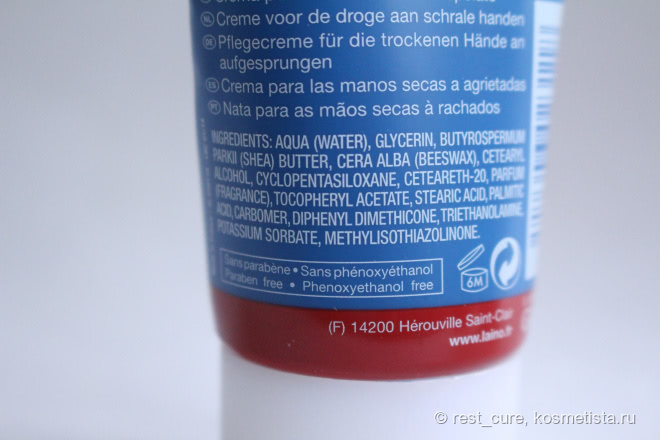 NL Creme voor de droge aan schrale handen
DE Pflegecreme für die trockenen Hände an
aufgesprungen
ES Crema para las manos secas a agrietadas
PT Nata para as mãos secas à rachados
INGREDIENTS: AQUA (WATER), GLYCERIN, BUTYROSPERMUM
PARKII (SHEA) BUTTER, CERA ALBA (BEESWAX), CETEARYL
ALCOHOL, CYCLOPENTASILOXANE, CETEARETH-20, PARFUM
(FRAGRANCE), TOCOPHERYL ACETATE, STEARIC ACID, PALMITIC
ACID, CARBOMER, DIPHENYL DIMETHICONE, TRIETHANOLAMINE,
POTASSIUM SORBATE, METHYLISOTHIAZOLINONE.
Sans parabène • Sans phénoxyéthanol
Paraben free • Phenoxyethanol free
6M
(F) 14200 Hérouville Saint-Clair
www.laino.fr
© rest_cure, kosmetista.ru